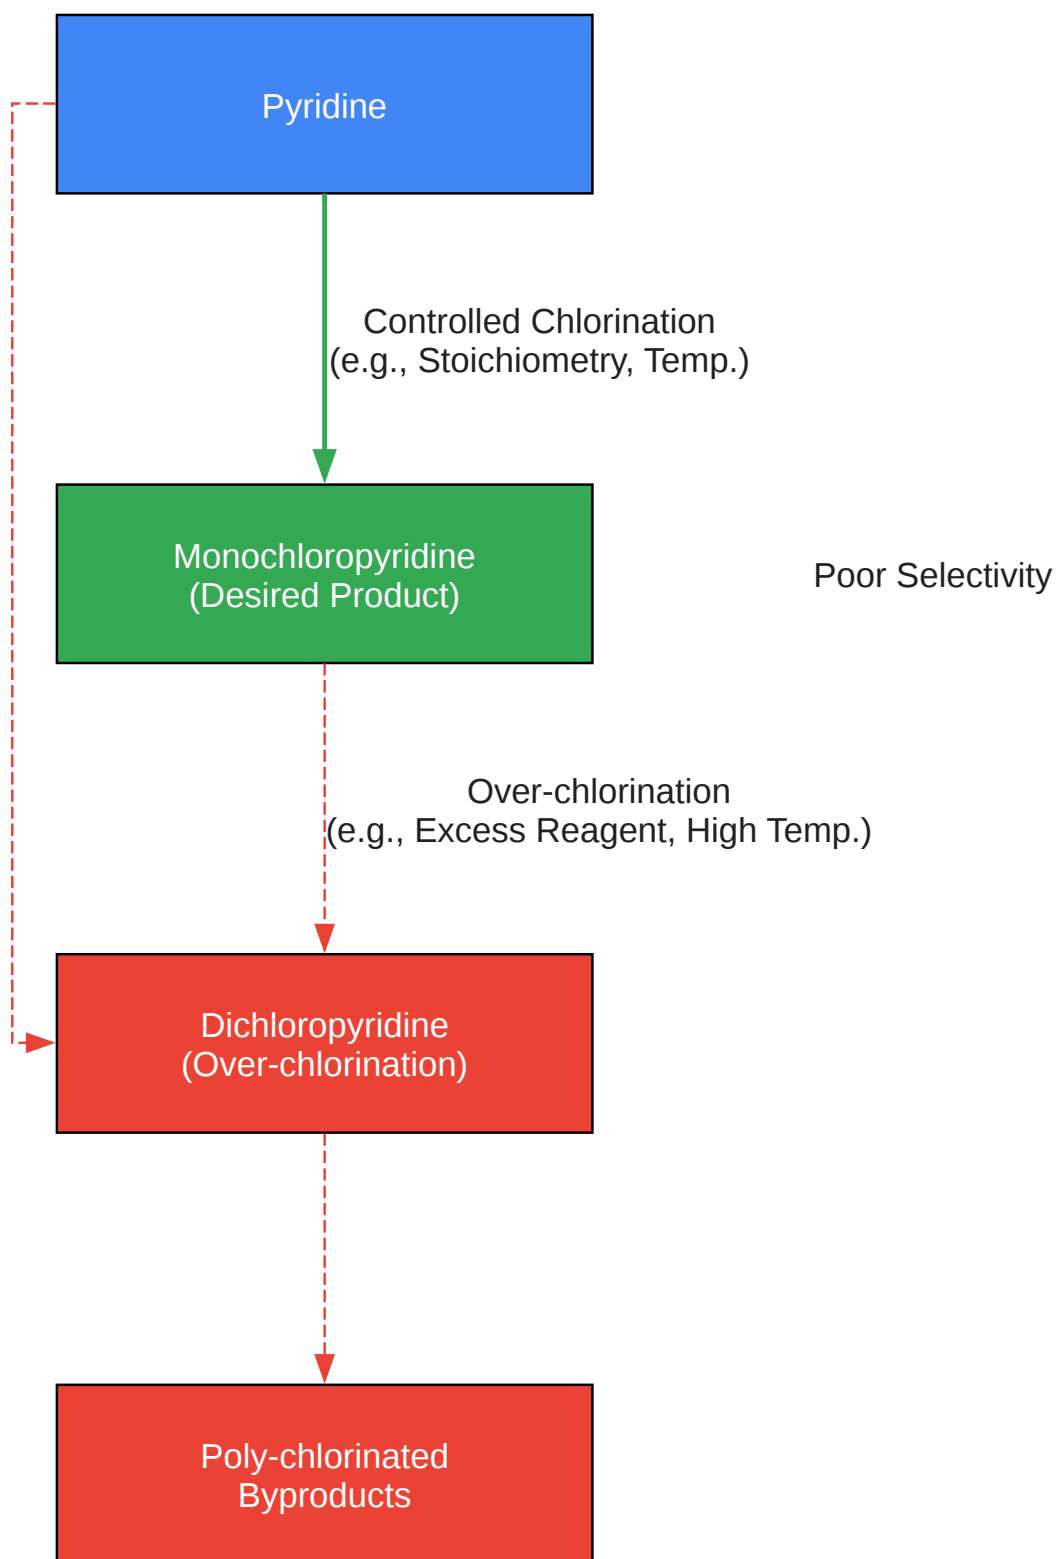 Pyridine
Controlled Chlorination
(e.g., Stoichiometry, Temp.)
Monochloropyridine
(Desired Product)
Poor Selectivity
Over-chlorination
(e.g., Excess Reagent, High Temp.)
Dichloropyridine
(Over-chlorination)
Poly-chlorinated
Byproducts